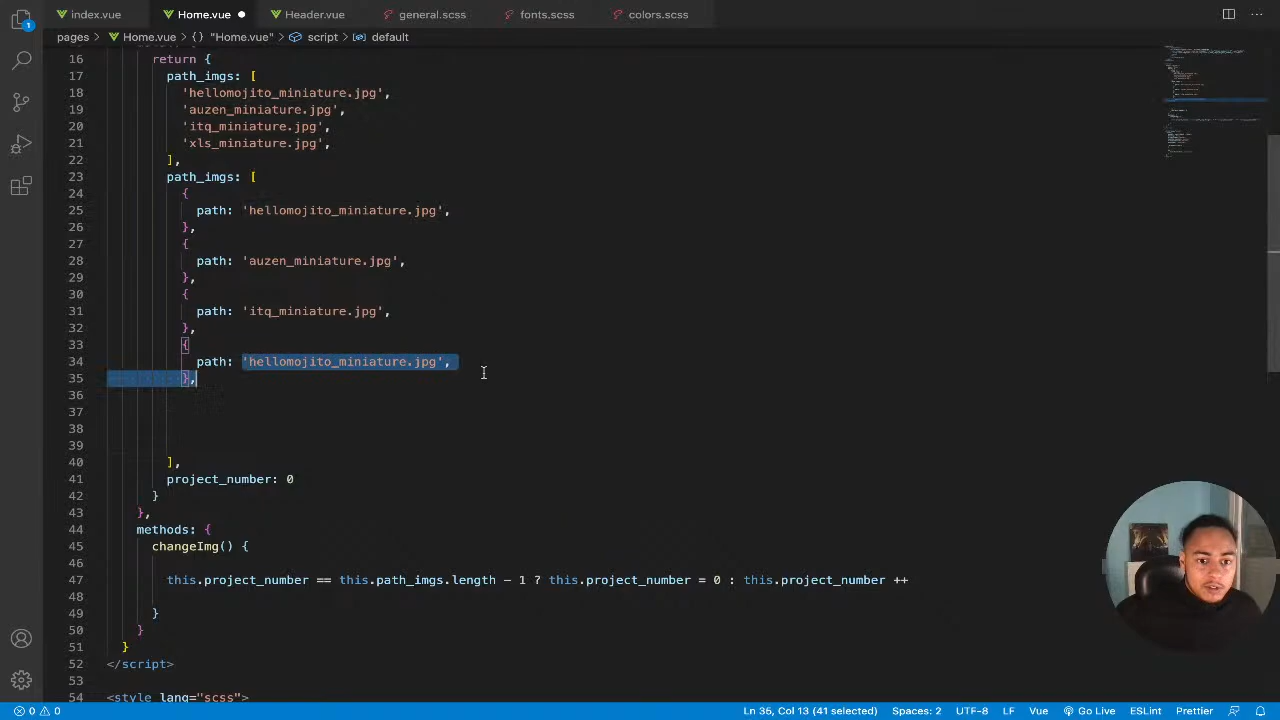 index.vue Home.vue Header.vue general.scss fonts.scss colors.scss ...
pages > Home.vue > {} "Home.vue" > script > default
16 return {
17 path_imgs: [
18 'hellomojito_miniature.jpg',
19 'auzen_miniature.jpg',
20 'itq_miniature.jpg',
21 'xls_miniature.jpg',
22 ],
23 path_imgs: [
24 {
25 path: 'hellomojito_miniature.jpg',
26 },
27 {
28 path: 'auzen_miniature.jpg',
29 },
30 {
31 path: 'itq_miniature.jpg',
32 },
33 {
34 path: 'hellomojito_miniature.jpg',
35 },
36
37
38
39
40 ],
41 project_number: 0
42 }
43 },
44 methods: {
45 changeImg() {
46
47 this.project_number == this.path_imgs.length - 1 ? this.project_number = 0 : this.project_number ++
48
49 }
50 }
51 }
52 </script>
53
54 <style lang="scss">
0 0 Ln 35, Col 13 (41 selected) Spaces: 2 UTF-8 LF Vue Go Live ESLint Prettier
1